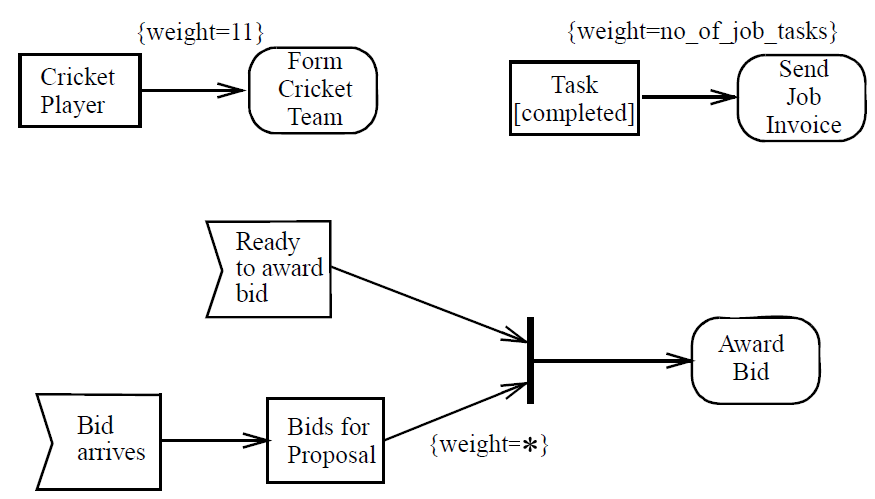 {weight=11}
Cricket
Player
Form
Cricket
Team
{weight=no_of_job_tasks}
Task
[completed]
Send
Job
Invoice
Ready
to award
bid
Award
Bid
Bid
arrives
Bids for
Proposal
{weight=*}